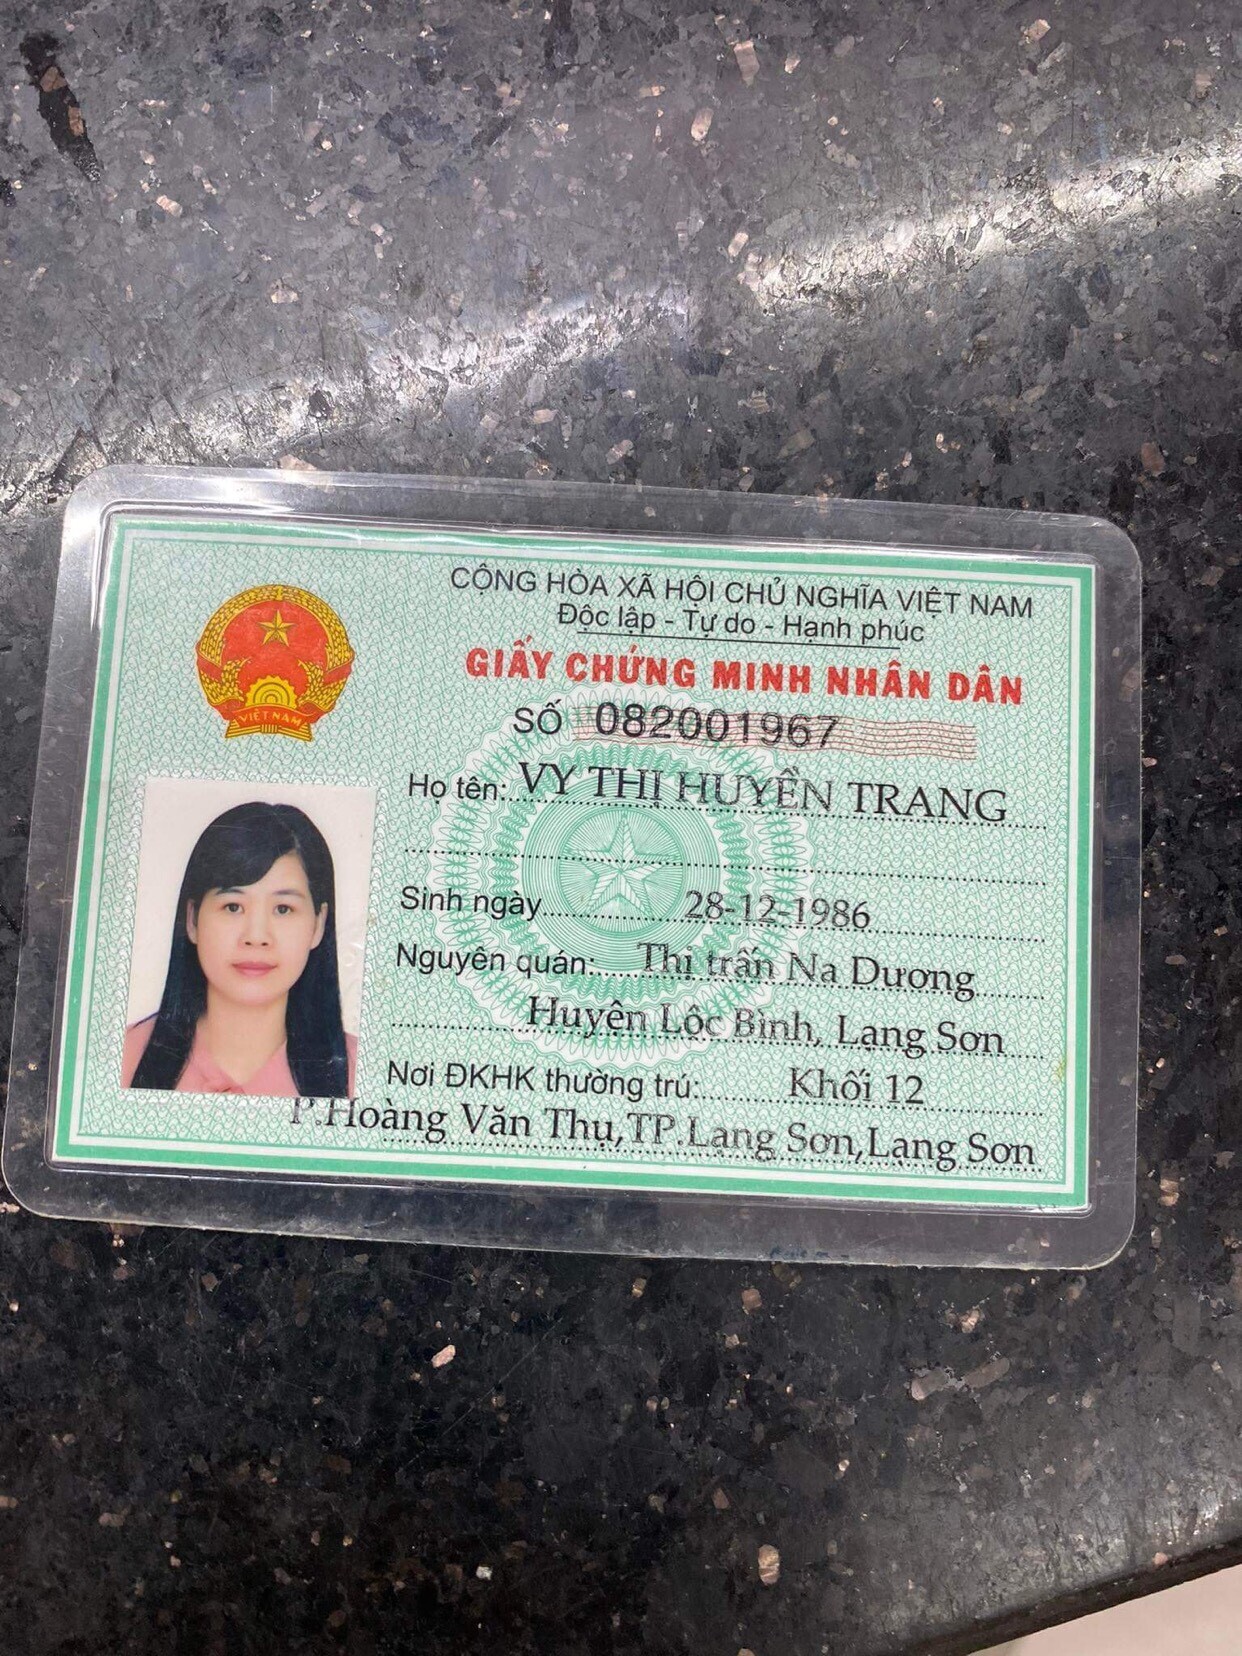 CỘNG HÒA XÃ HỘI CHỦ NGHĨA VIỆT NAM
Độc lập - Tự do - Hạnh phúc
GIẤY CHỨNG MINH NHÂN DÂN
SỐ 082001967
VIỆT NAM
Họ tên: VY THỊ HUYỀN TRANG
Sinh ngày 28-12-1986
Nguyên quán: Thị trấn Na Dương
Huyện Lộc Bình, Lạng Sơn
Nơi ĐKHK thường trú: Khối 12
P.Hoàng Văn Thụ,TP.Lạng Sơn,Lạng Sơn